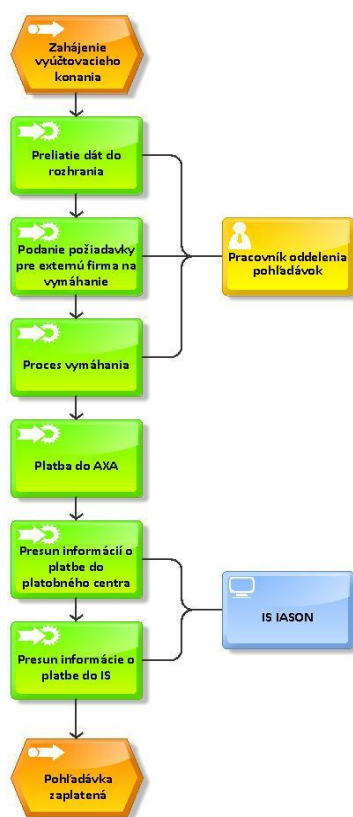 Zahájenie
vyúčtovacieho
konania
Preliatie dát do
rozhrania
Podanie požiadavky
pre externú firma na
vymáhanie
Pracovník oddelenia
pohľadávok
Proces vymáhania
Platba do AXA
Presun informácií o
platbe do
platobného centra
IS IASON
Presun informácie o
platbe do IS
Pohľadávka
zaplatená